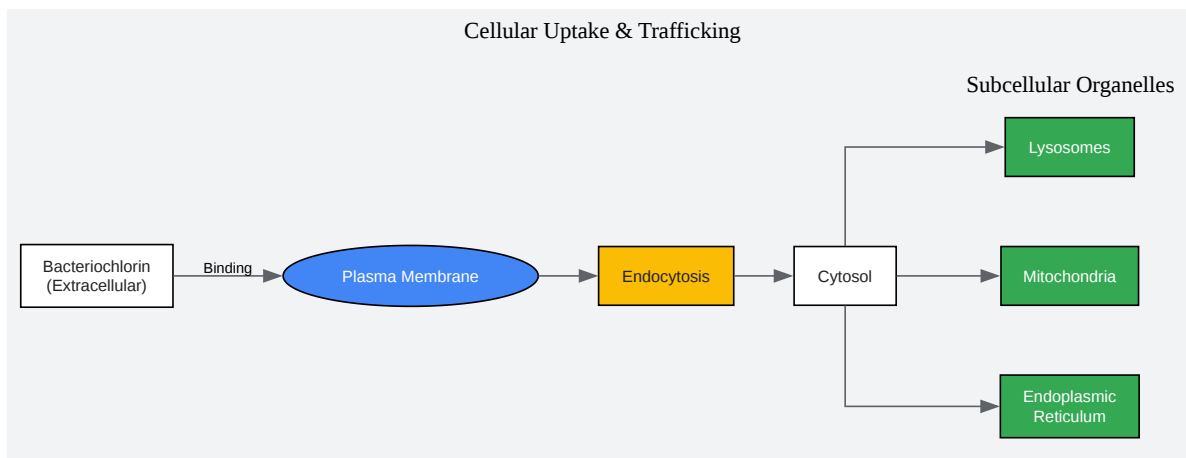 Cellular Uptake & Trafficking
Subcellular Organelles
Lysosomes
Bacteriochlorin
(Extracellular)
Binding
Plasma Membrane
Endocytosis
Cytosol
Mitochondria
Endoplasmic
Reticulum